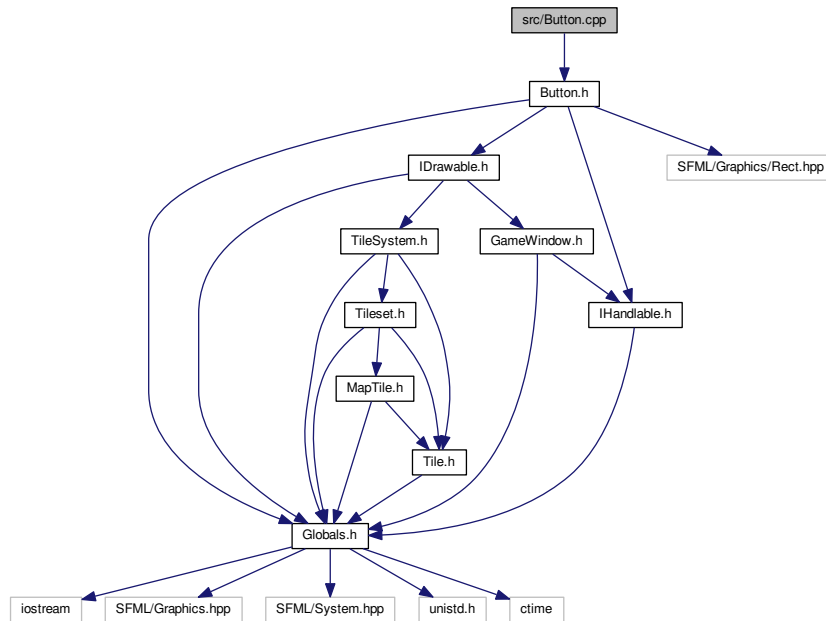 src/Button.cpp
Button.h
IDrawable.h
SFML/Graphics/Rect.hpp
TileSystem.h
GameWindow.h
Tileset.h
IHandlable.h
MapTile.h
Tile.h
Globals.h
iostream
SFML/Graphics.hpp
SFML/System.hpp
unistd.h
ctime